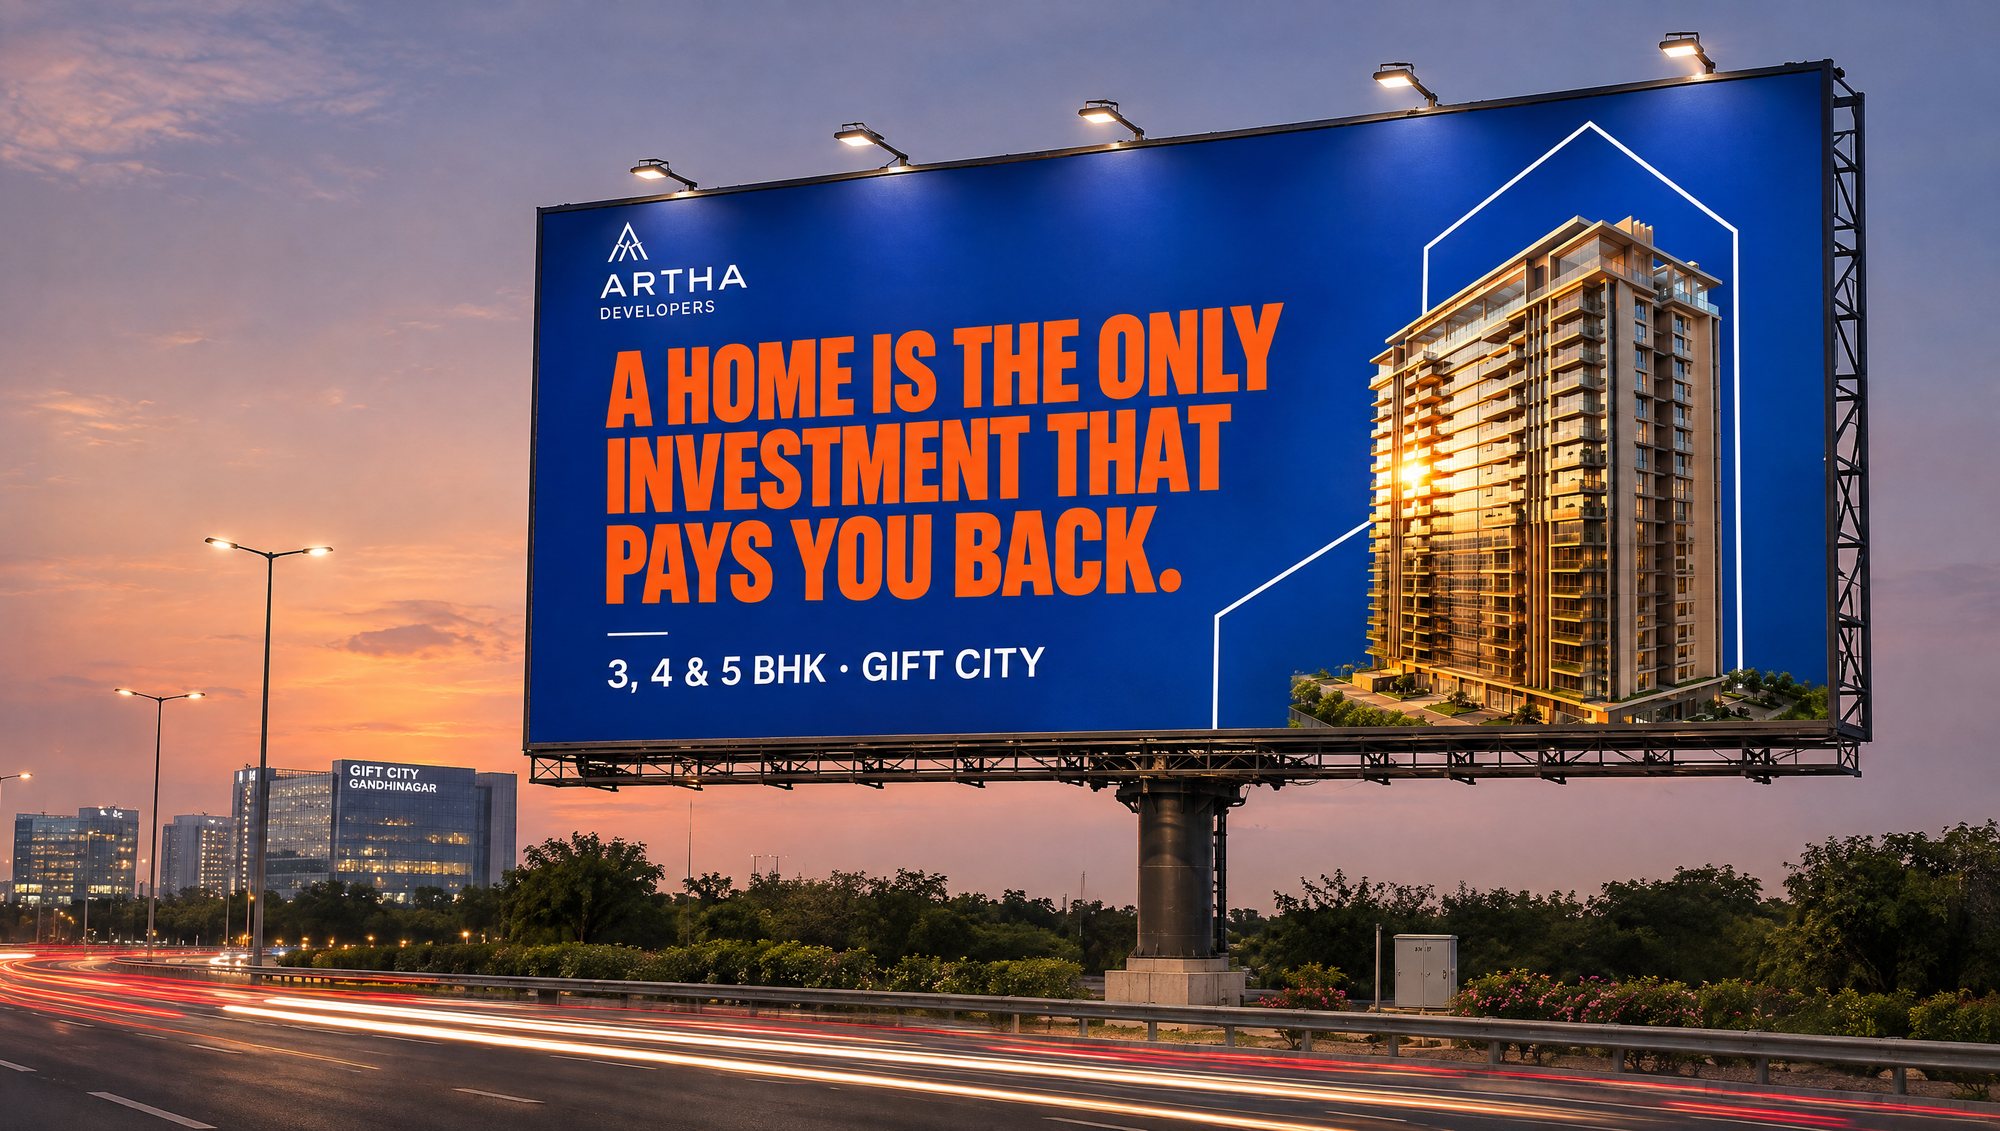 ARTHA
DEVELOPERS
A HOME IS THE ONLY
INVESTMENT THAT
PAYS YOU BACK.
3, 4 & 5 BHK · GIFT CITY
GIFT CITY
GANDHINAGAR